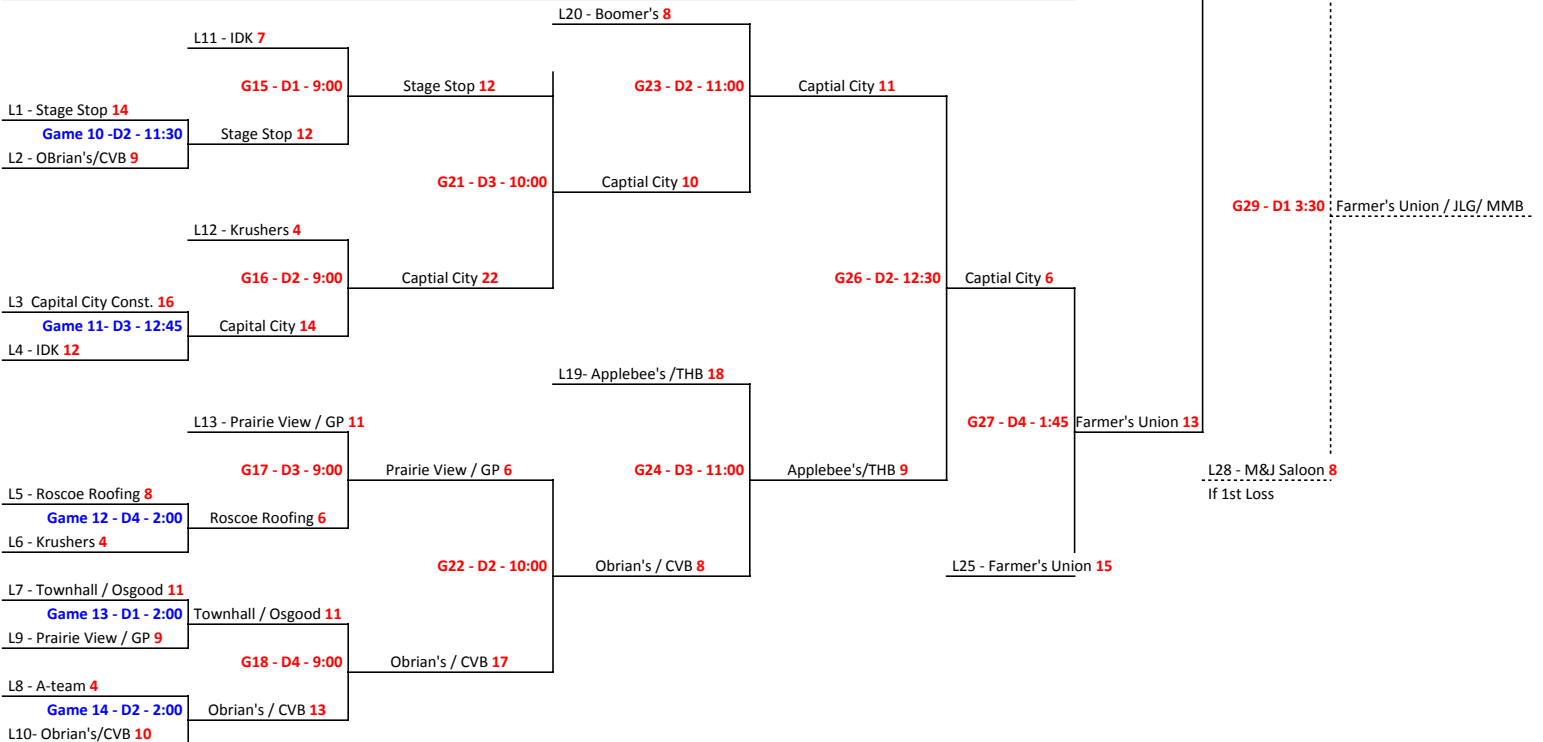 L20 - Boomer's 8
L11 - IDK 7
G15 - D1 - 9:00
Stage Stop 12
G23 - D2 - 11:00
Captial City 11
L1 - Stage Stop 14
Game 10 -D2 - 11:30
Stage Stop 12
L2 - OBrian's/CVB 9
G21 - D3 - 10:00
Captial City 10
G29 - D1 3:30
Farmer's Union / JLG/ MMB
L12 - Krushers 4
G16 - D2 - 9:00
Captial City 22
G26 - D2- 12:30
Captial City 6
L3 Capital City Const. 16
Game 11- D3 - 12:45
Capital City 14
L4 - IDK 12
L19- Applebee's /THB 18
L13 - Prairie View / GP 11
G27 - D4 - 1:45
Farmer's Union 13
G17 - D3 - 9:00
Prairie View / GP 6
G24 - D3 - 11:00
Applebee's/THB 9
L28 - M&J Saloon 8
If 1st Loss
L5 - Roscoe Roofing 8
Game 12 - D4 - 2:00
Roscoe Roofing 6
L6 - Krushers 4
G22 - D2 - 10:00
Obrian's / CVB 8
L25 - Farmer's Union 15
L7 - Townhall / Osgood 11
Game 13 - D1 - 2:00
Townhall / Osgood 11
L9 - Prairie View / GP 9
G18 - D4 - 9:00
Obrian's / CVB 17
L8 - A-team 4
Game 14 - D2 - 2:00
Obrian's / CVB 13
L10- Obrian's/CVB 10